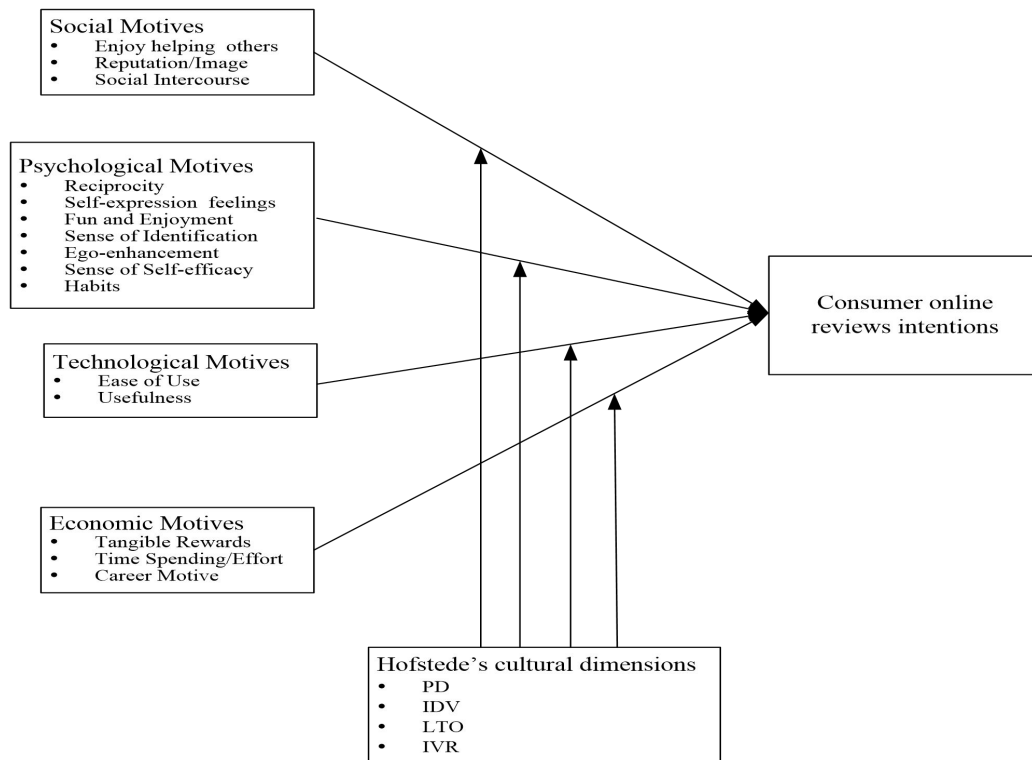 Social Motives
• Enjoy helping others
• Reputation/Image
• Social Intercourse
Psychological Motives
• Reciprocity
• Self-expression feelings
• Fun and Enjoyment
• Sense of Identification
• Ego-enhancement
• Sense of Self-efficacy
• Habits
Technological Motives
• Ease of Use
• Usefulness
Economic Motives
• Tangible Rewards
• Time Spending/Effort
• Career Motive
Consumer online
reviews intentions
Hofstede’s cultural dimensions
• PD
• IDV
• LTO
• IVR